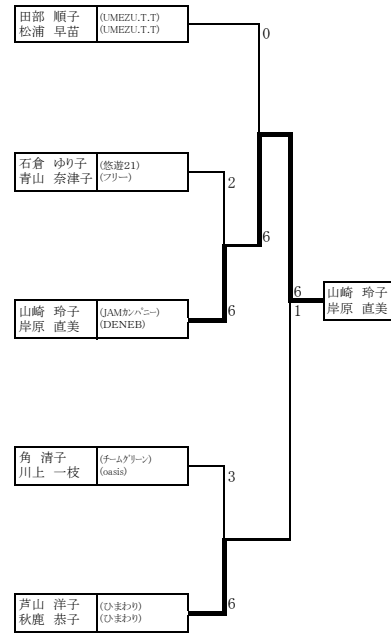 田部 順子 (UMEZU.T.T)
松浦 早苗 (UMEZU.T.T)
0
石倉 ゆり子 (悠遊21)
青山 奈津子 (フリー)
2
6
山崎 玲子 (JAMカンパニー)
岸原 直美 (DENEB)
6
6
1
山崎 玲子
岸原 直美
角 清子 (チームグリーン)
川上 一枝 (oasis)
3
芦山 洋子 (ひまわり)
秋鹿 恭子 (ひまわり)
6